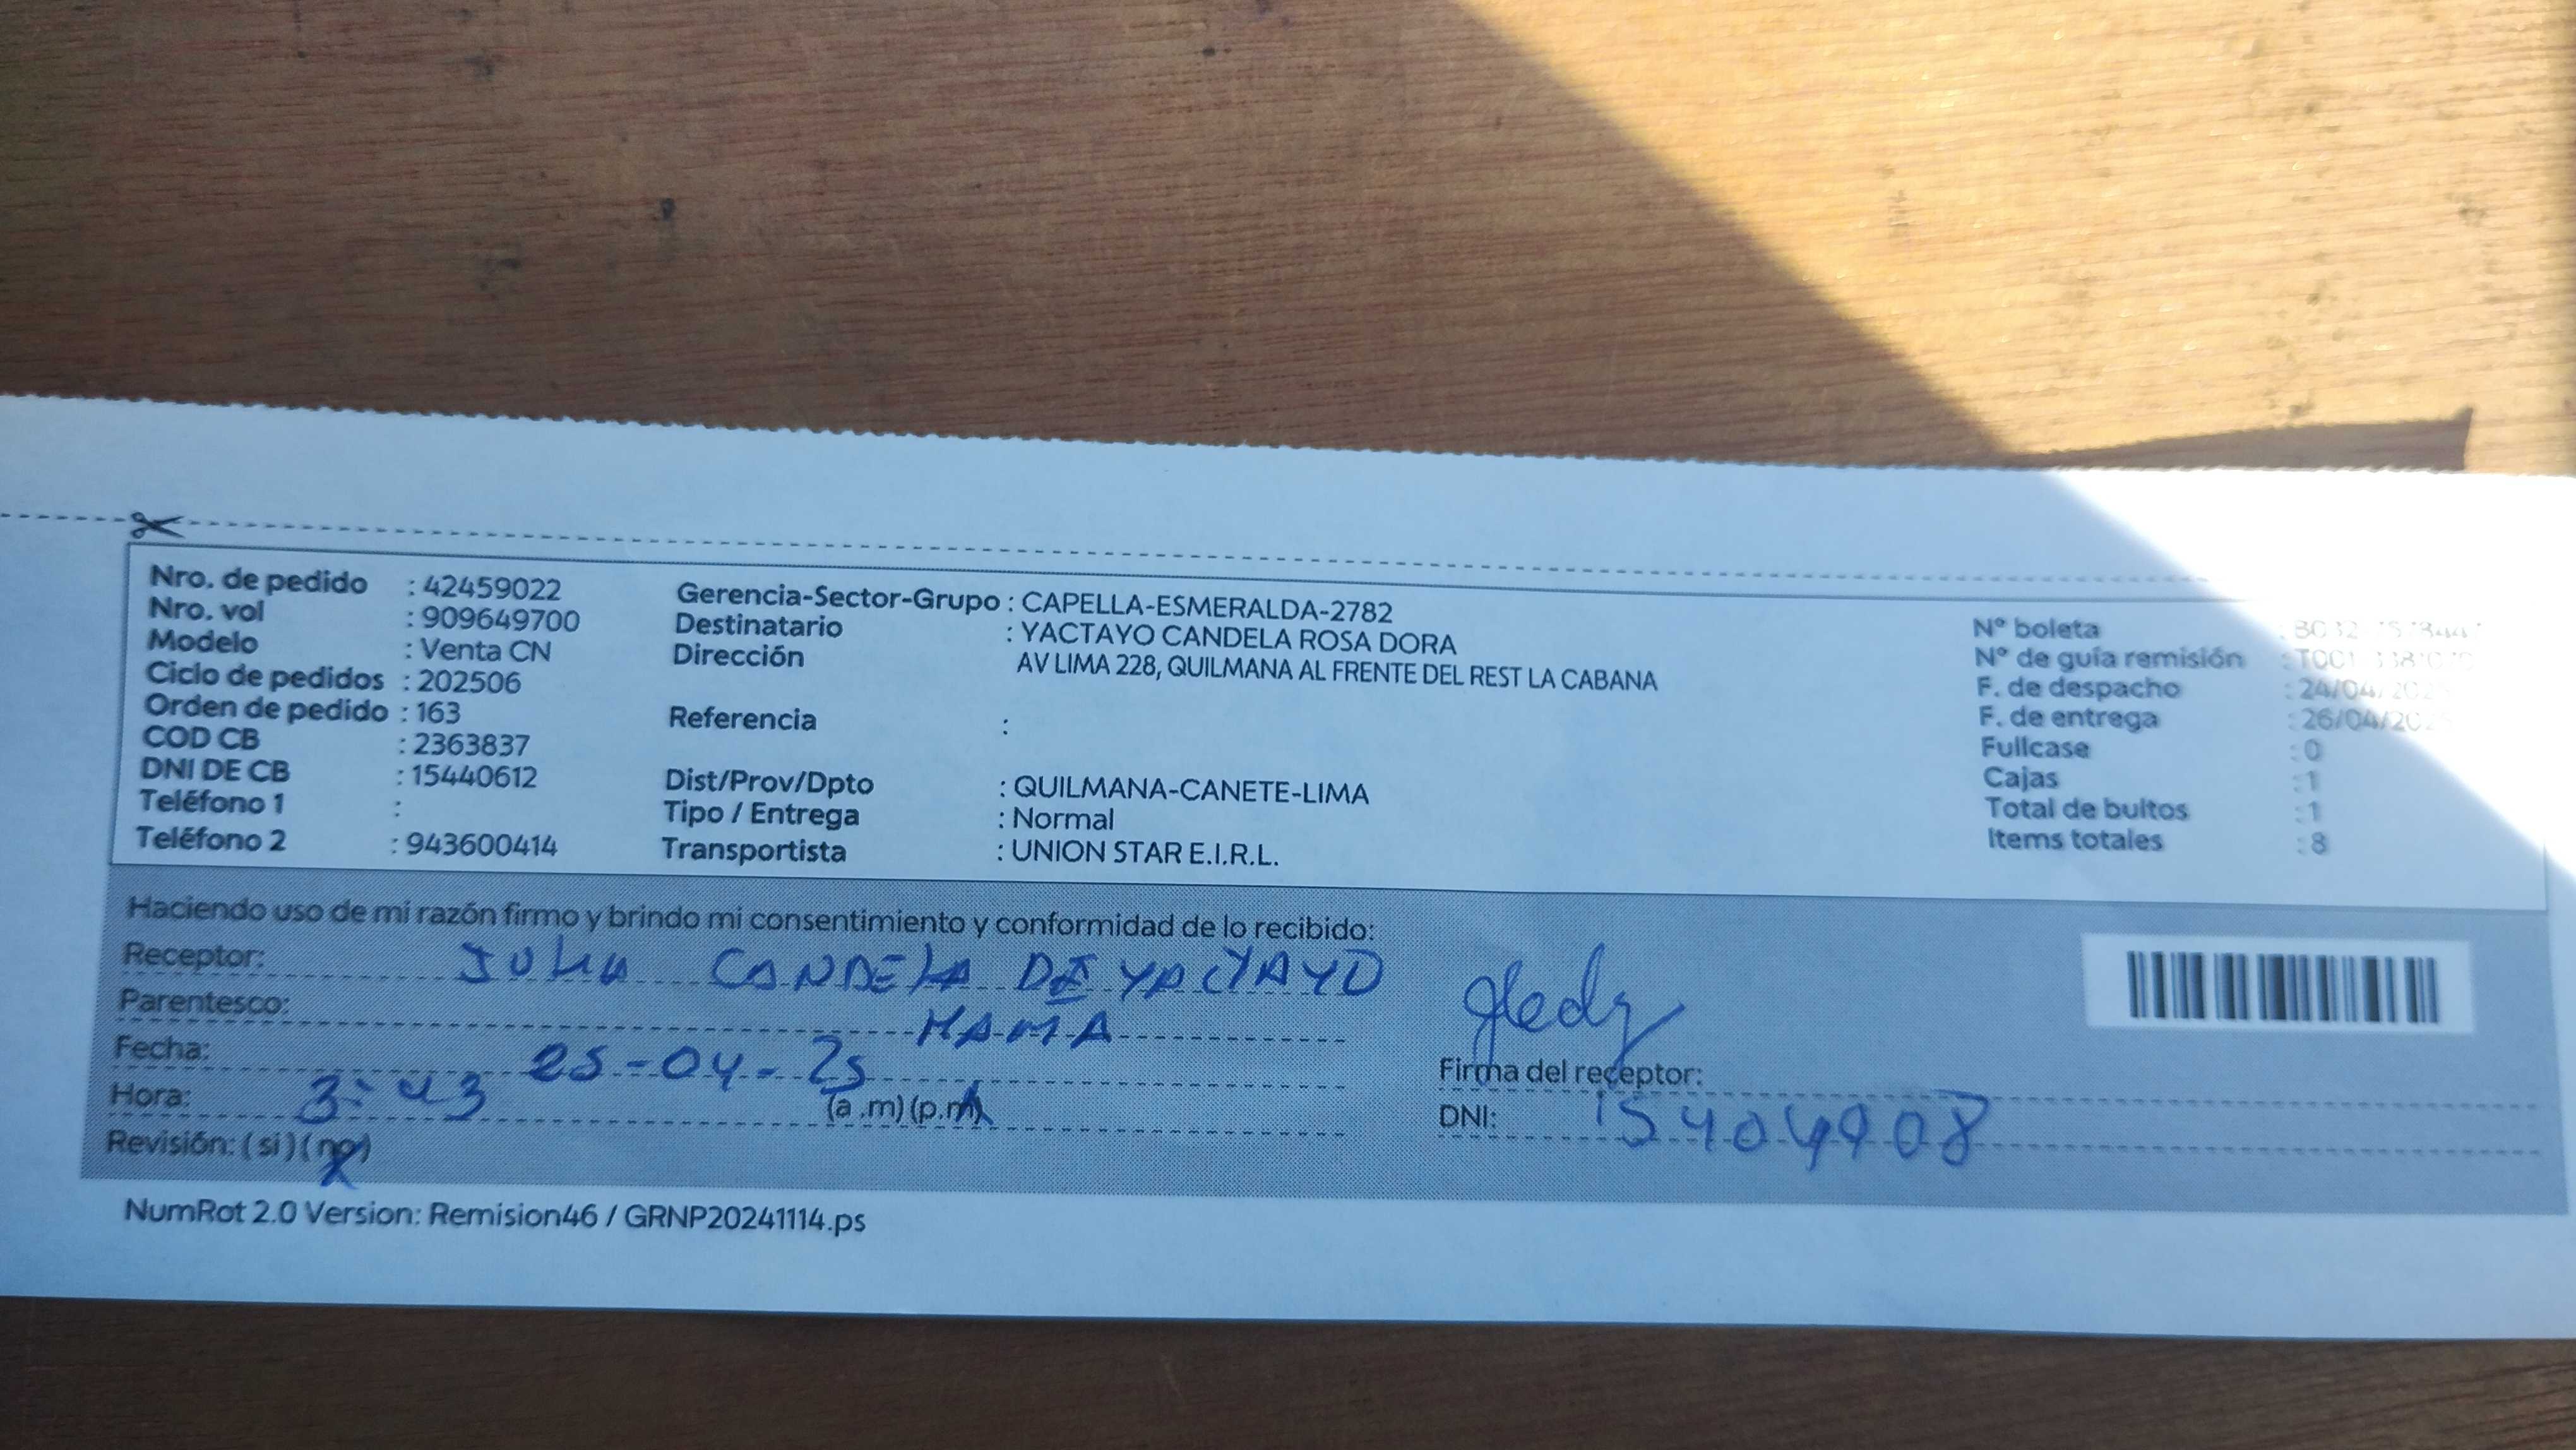 Nro. de pedido : 42459022
Nro. vol : 909649700
Modelo : Venta CN
Ciclo de pedidos : 202506
Orden de pedido : 163
COD CB : 2363837
DNI DE CB : 15440612
Teléfono 1 :
Teléfono 2 : 943600414
Gerencia-Sector-Grupo : CAPELLA-ESMERALDA-2782
Destinatario : YACTAYO CANDELA ROSA DORA
Dirección AV LIMA 228, QUILMANA AL FRENTE DEL REST LA CABANA
Referencia :
Dist/Prov/Dpto : QUILMANA-CANETE-LIMA
Tipo / Entrega : Normal
Transportista : UNION STAR E.I.R.L.
Nº boleta :
Nº de guía remisión :
F. de despacho : 24/04/
F. de entrega : 26/04/
Fullcase : 0
Cajas : 1
Total de bultos : 1
Items totales : 8
Haciendo uso de mi razón firmo y brindo mi consentimiento y conformidad de lo recibido:
Receptor: JULIA CANDELA DE YACTAYO
Parentesco: MAMA
Fecha: 25-04-25
Hora: 3:43 (a .m) (p.m)
Revisión: (si) (no)
Firma del receptor:
DNI: 15404908
NumRot 2.0 Version: Remision46 / GRNP20241114.ps